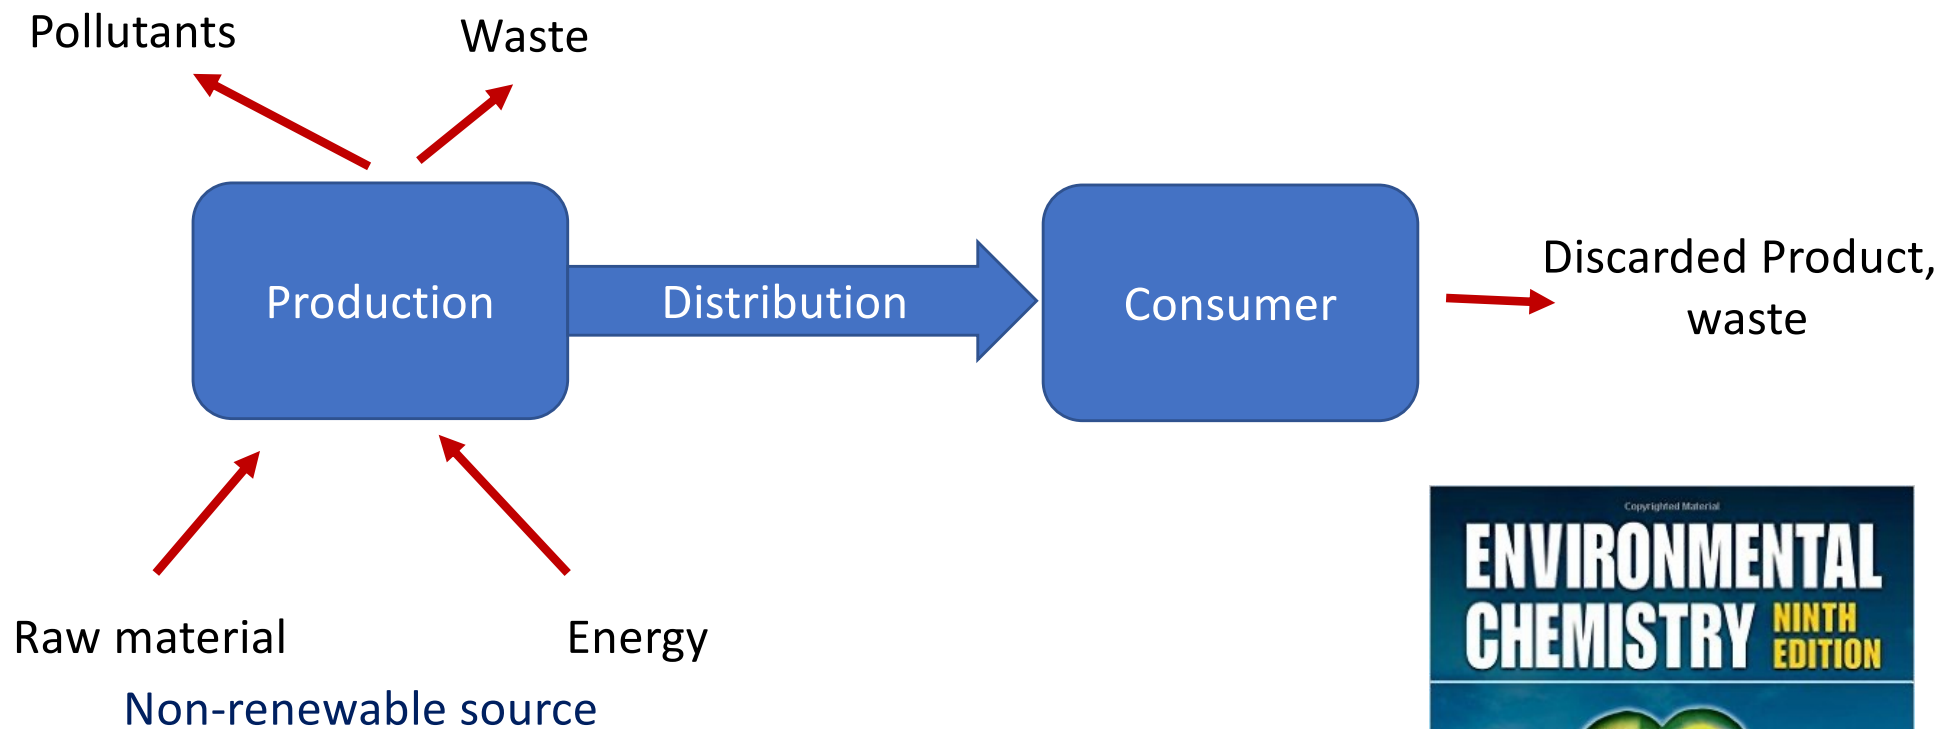 Pollutants
Waste
Production
Distribution
Consumer
Discarded Product,
waste
Raw material
Energy
Non-renewable source
Copyrighted Material
ENVIRONMENTAL
CHEMISTRY NINTH
EDITION